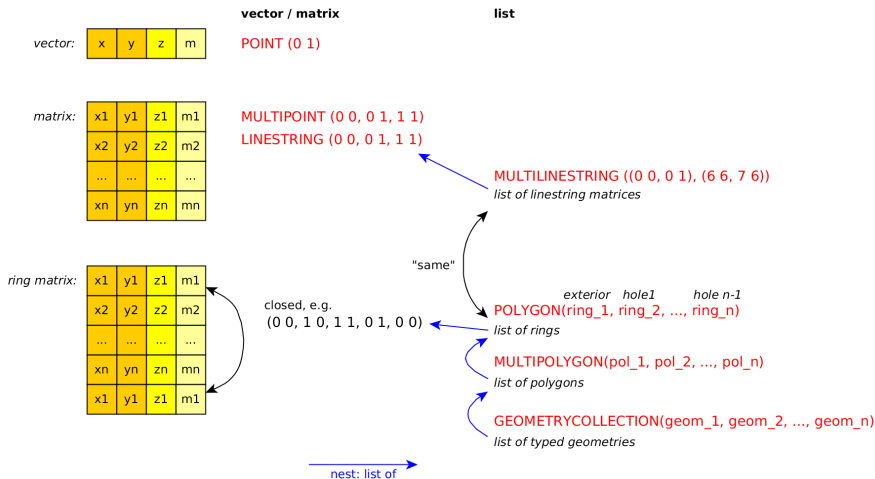 vector / matrix list
vector: x y z m POINT (0 1)
matrix: x1 y1 z1 m1 MULTIPOINT (0 0, 0 1, 1 1)
x2 y2 z2 m2 LINESTRING (0 0, 0 1, 1 1)
... ... ... ...
xn yn zn mn
MULTILINESTRING ((0 0, 0 1), (6 6, 7 6))
list of linestring matrices
"same"
ring matrix: x1 y1 z1 m1
x2 y2 z2 m2
... ... ... ...
xn yn zn mn
x1 y1 z1 m1
closed, e.g.
(0 0, 1 0, 1 1, 0 1, 0 0)
exterior hole1 hole n-1
POLYGON(ring_1, ring_2, ..., ring_n)
list of rings
MULTIPOLYGON(pol_1, pol_2, ..., pol_n)
list of polygons
GEOMETRYCOLLECTION(geom_1, geom_2, ..., geom_n)
list of typed geometries
nest: list of